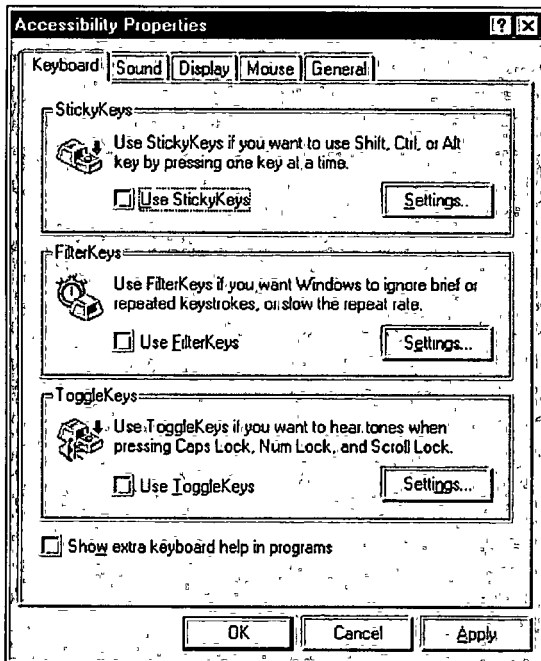 Accessibility Properties
Keyboard Sound Display Mouse General
StickyKeys
Use StickyKeys if you want to use Shift, Ctrl, or Alt
key by pressing one key at a time.
Use StickyKeys
Settings..
FilterKeys
Use FilterKeys if you want Windows to ignore brief or
repeated keystrokes, or slow the repeat rate.
Use FilterKeys
Settings...
ToggleKeys
Use ToggleKeys if you want to hear tones when
pressing Caps Lock, Num Lock, and Scroll Lock.
Use ToggleKeys
Settings...
Show extra keyboard help in programs
OK Cancel Apply